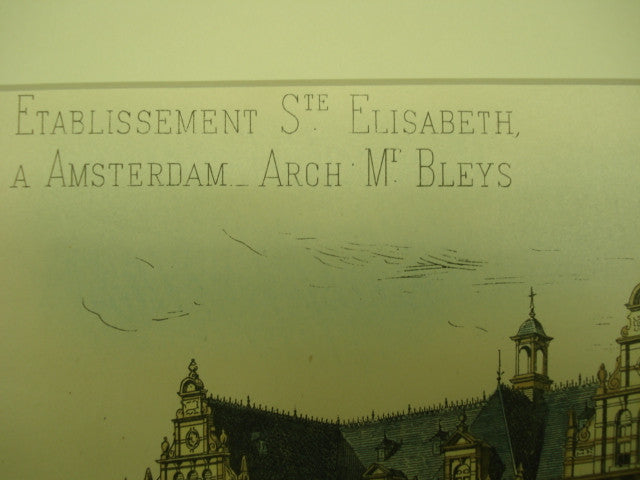 ETABLISSEMENT STE ELISABETH,
A AMSTERDAM_ ARCH. Mr. BLEYS